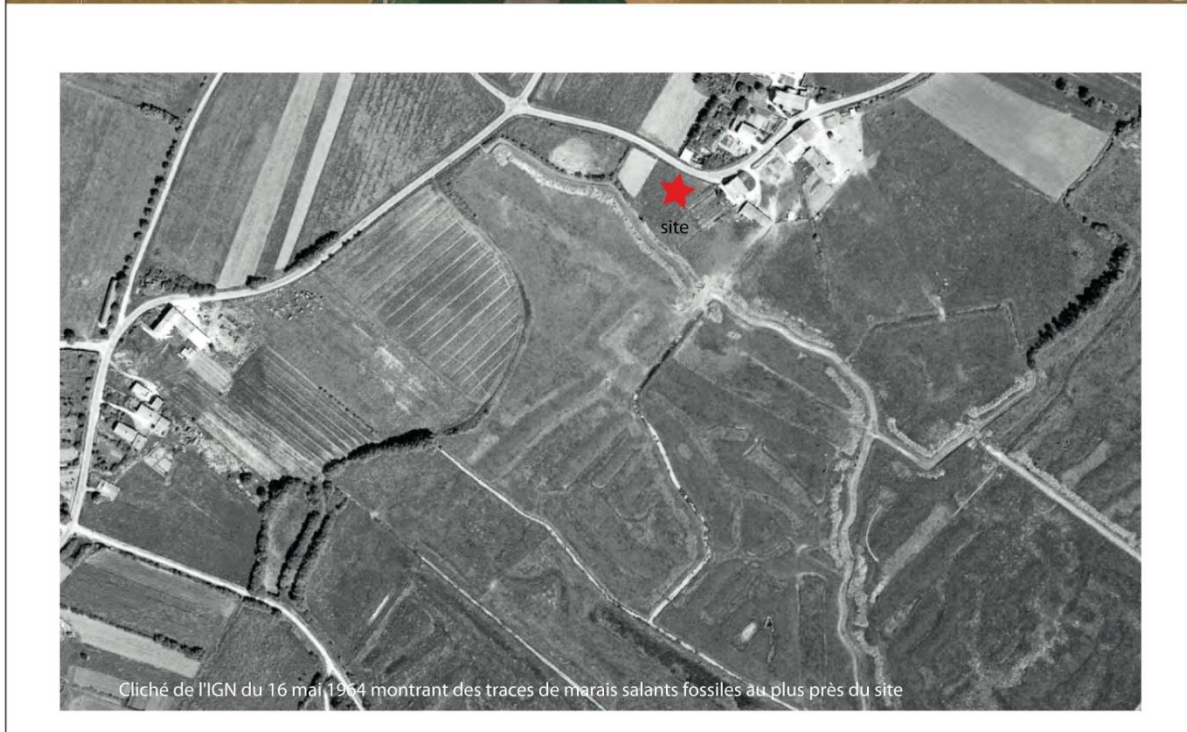 site
Cliché de l'IGN du 16 mai 1964 montrant des traces de marais salants fossiles au plus près du site